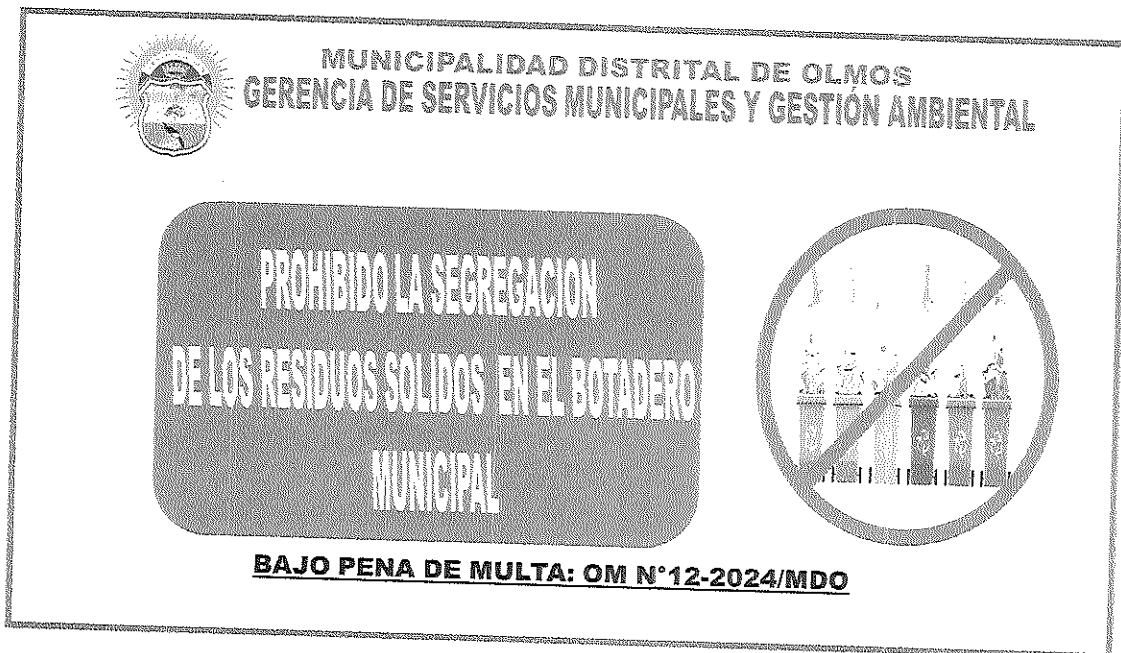 MUNICIPALIDAD DISTRITAL DE OLMOS
GERENCIA DE SERVICIOS MUNICIPALES Y GESTIÓN AMBIENTAL
PROHIBIDO LA SEGREGACION
DE LOS RESIDUOS SOLIDOS EN EL BOTADERO
MUNICIPAL
BAJO PENA DE MULTA: OM N°12-2024/MDO